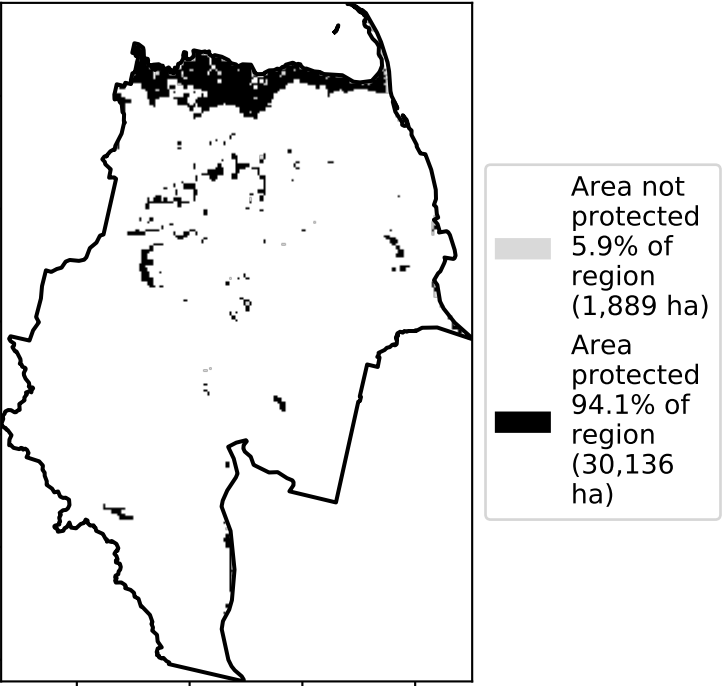 Area not
protected
5.9% of
region
(1,889 ha)
Area
protected
94.1% of
region
(30,136
ha)